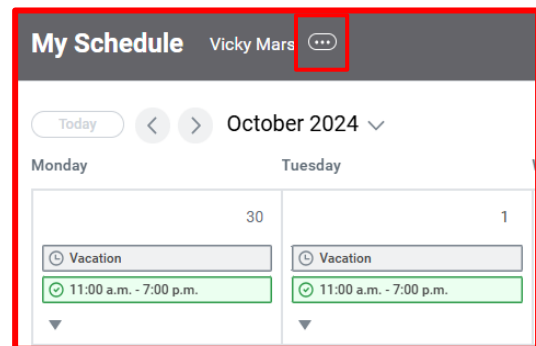 My Schedule Vicky Mars
Today October 2024
Monday Tuesday
30 1
Vacation Vacation
11:00 a.m. - 7:00 p.m. 11:00 a.m. - 7:00 p.m.